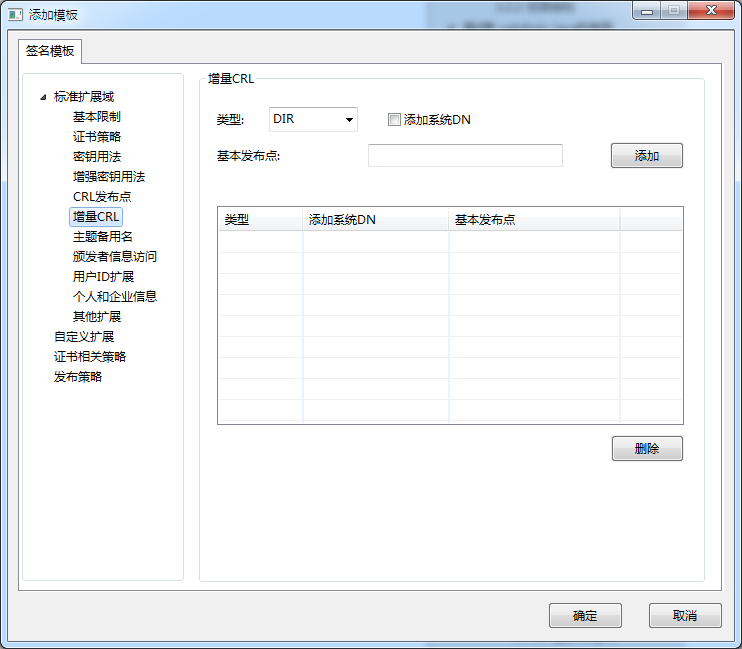 添加模板
签名模板
标准扩展域
基本限制
证书策略
密钥用法
增强密钥用法
CRL发布点
增量CRL
主题备用名
颁发者信息访问
用户ID扩展
个人和企业信息
其他扩展
自定义扩展
证书相关策略
发布策略
增量CRL
类型: DIR 添加系统DN
基本发布点: 添加
类型 添加系统DN 基本发布点
删除
确定 取消